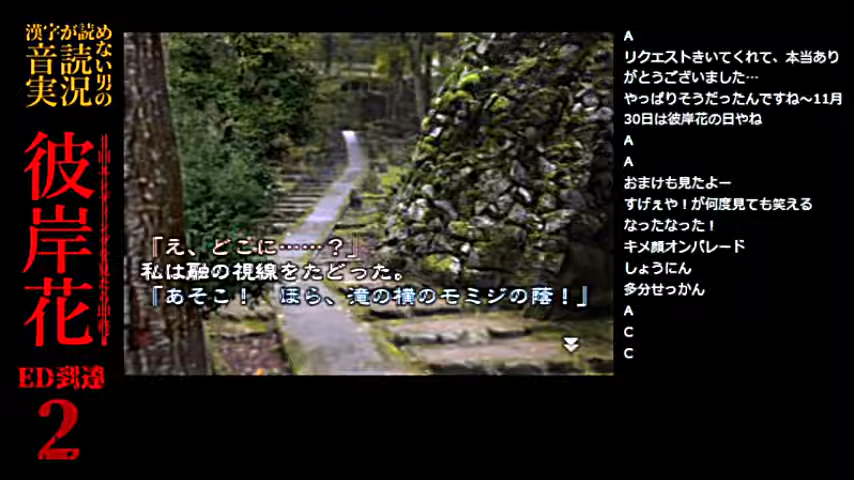 漢字が読め
ない男の
音読
実況
彼岸花
ED到達
2
「え、どこに……？」
私は融の視線をたどった。
「あそこ！　ほら、滝の横のモミジの蔭！」
A
リクエストきいてくれて、本当あり
がとうございました…
やっぱりそうだったんですね～11月
30日は彼岸花の日やね
A
A
おまけも見たよー
すげぇや！が何度見ても笑える
なったなった！
キメ顔オンパレード
しょうにん
多分せっかん
A
C
C